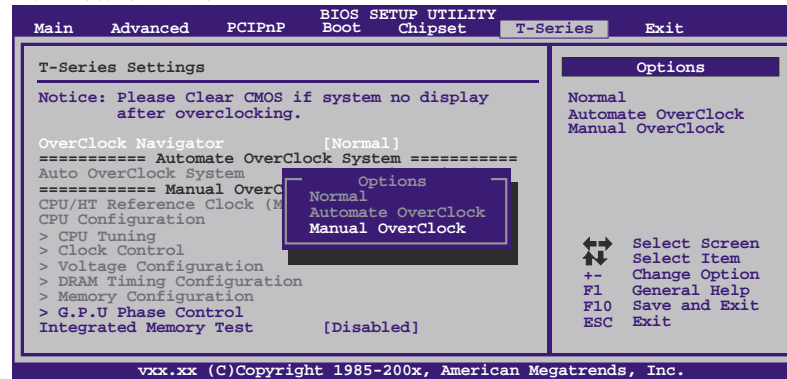 BIOS SETUP UTILITY
Main Advanced PCIPnP Boot Chipset T-Series Exit
T-Series Settings
Notice: Please Clear CMOS if system no display
after overclocking.
OverClock Navigator [Normal]
=========== Automate OverClock System ===========
Auto OverClock System
============ Manual OverC
CPU/HT Reference Clock (M
CPU Configuration
> CPU Tuning
> Clock Control
> Voltage Configuration
> DRAM Timing Configuration
> Memory Configuration
> G.P.U Phase Control
Integrated Memory Test [Disabled]
Options
Normal
Automate OverClock
Manual OverClock
Options
Normal
Automate OverClock
Manual OverClock
Select Screen
Select Item
+- Change Option
F1 General Help
F10 Save and Exit
ESC Exit
vxx.xx (C)Copyright 1985-200x, American Megatrends, Inc.